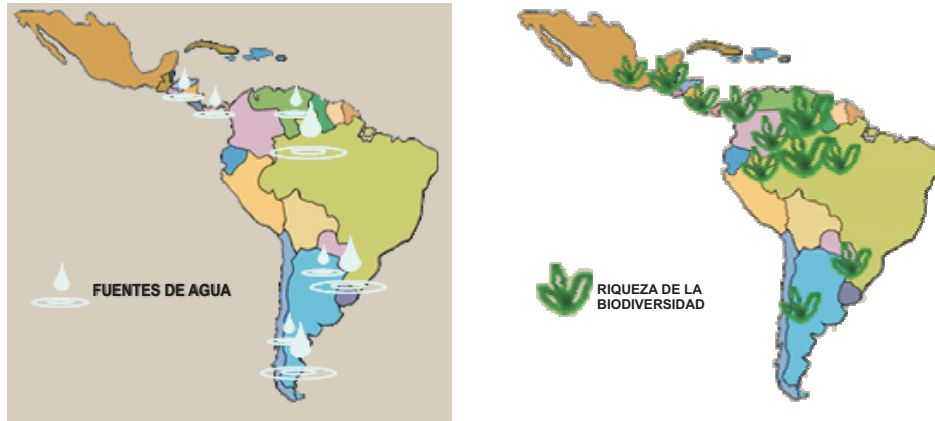 FUENTES DE AGUA
RIQUEZA DE LA
BIODIVERSIDAD